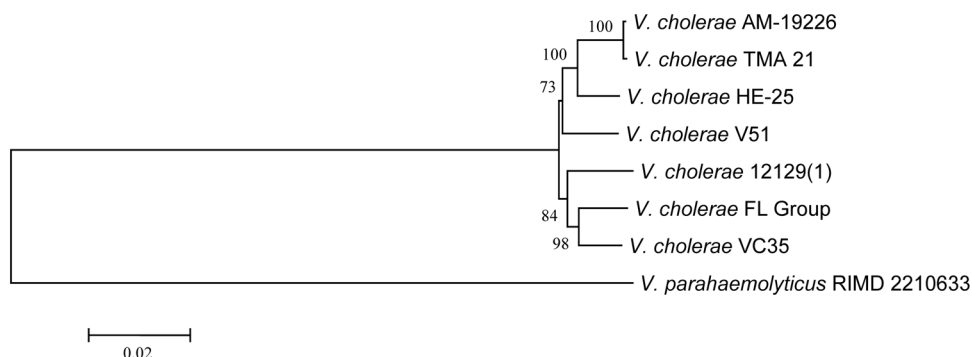 V. cholerae AM-19226
100
V. cholerae TMA 21
100
73
V. cholerae HE-25
V. cholerae V51
V. cholerae 12129(1)
V. cholerae FL Group
84
98
V. cholerae VC35
V. parahaemolyticus RIMD 2210633
0.02